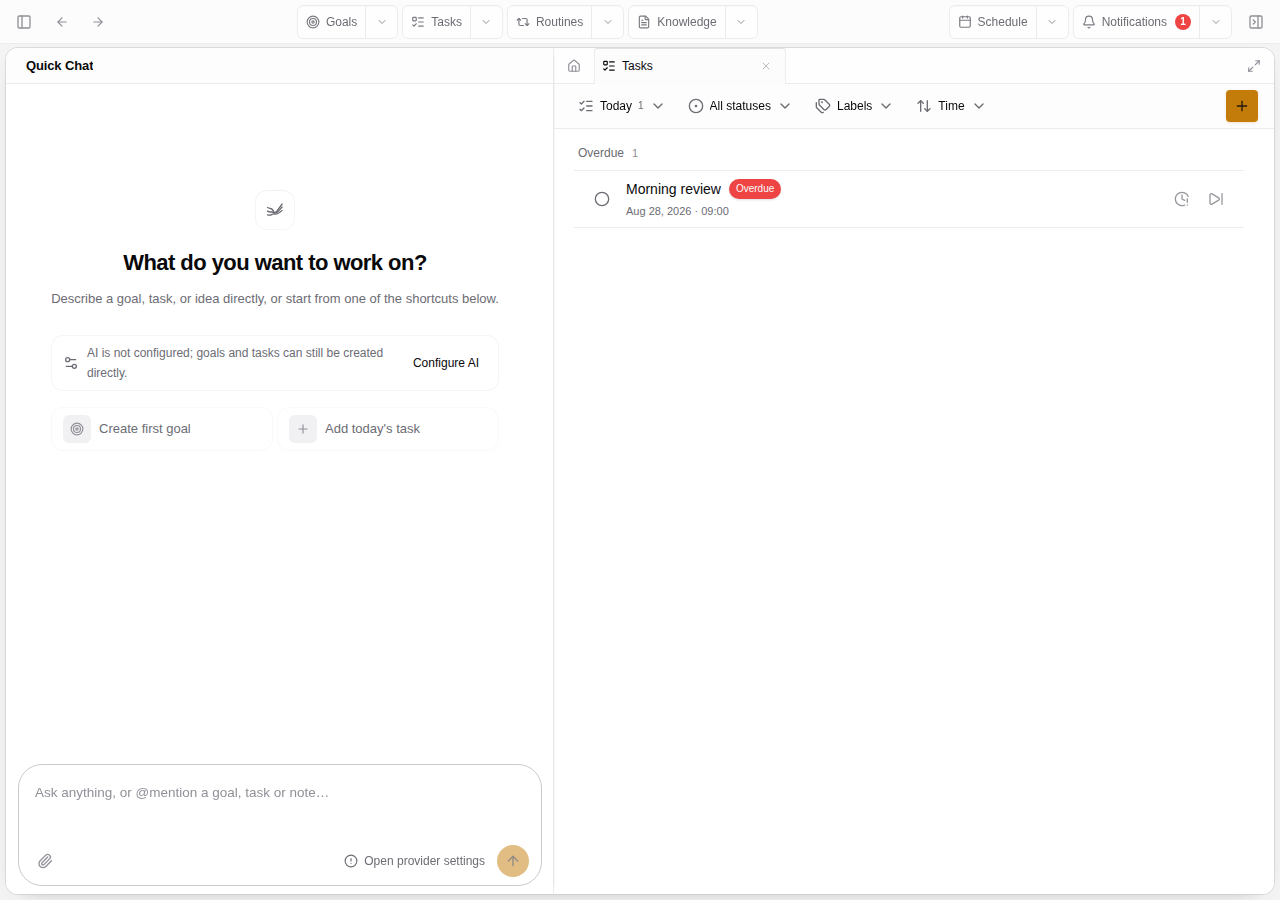 Goals
Tasks
Routines
Knowledge
Schedule
Notifications 1
Quick Chat
Tasks
Today 1
All statuses
Labels
Time
Overdue 1
Morning review Overdue
Aug 28, 2026 · 09:00
What do you want to work on?
Describe a goal, task, or idea directly, or start from one of the shortcuts below.
AI is not configured; goals and tasks can still be created
directly.
Configure AI
Create first goal
Add today's task
Ask anything, or @mention a goal, task or note…
Open provider settings